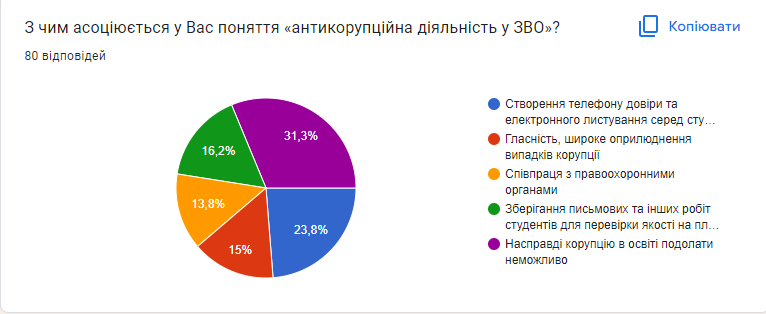 З чим асоціюється у Вас поняття «антикорупційна діяльність у ЗВО»?
Копіювати
80 відповідей
31,3%
16,2%
13,8%
15%
23,8%
Створення телефону довіри та
електронного листування серед сту…
Гласність, широке оприлюднення
випадків корупції
Співпраця з правоохоронними
органами
Зберігання письмових та інших робіт
студентів для перевірки якості на пл…
Насправді корупцію в освіті подолати
неможливо